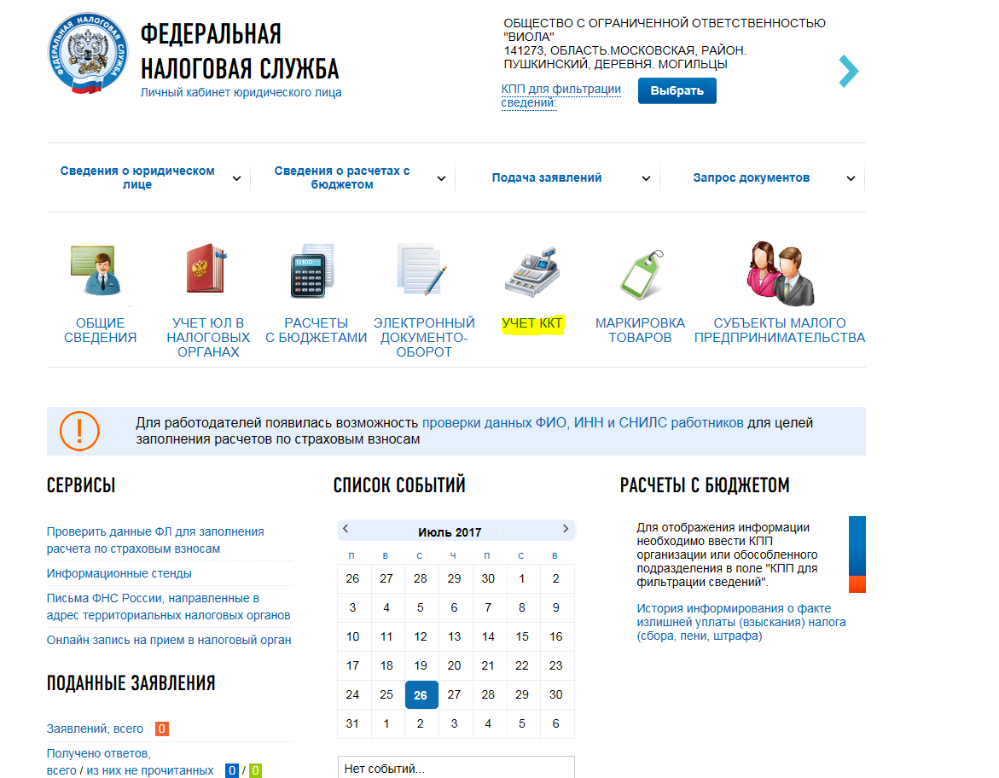 ФЕДЕРАЛЬНАЯ НАЛОГОВАЯ СЛУЖБА
ФЕДЕРАЛЬНАЯ
НАЛОГОВАЯ СЛУЖБА
Личный кабинет юридического лица
ОБЩЕСТВО С ОГРАНИЧЕННОЙ ОТВЕТСТВЕННОСТЬЮ
"ВИОЛА"
141273, ОБЛАСТЬ.МОСКОВСКАЯ, РАЙОН.
ПУШКИНСКИЙ, ДЕРЕВНЯ. МОГИЛЬЦЫ
КПП для фильтрации
сведений:
Выбрать
Сведения о юридическом
лице
Сведения о расчетах с
бюджетом
Подача заявлений
Запрос документов
0.100
ОБЩИЕ
СВЕДЕНИЯ
УЧЕТ ЮЛ В
НАЛОГОВЫХ
ОРГАНАХ
РАСЧЕТЫ
С БЮДЖЕТАМИ
ЭЛЕКТРОННЫЙ
ДОКУМЕНТО-
ОБОРОТ
УЧЕТ ККТ
МАРКИРОВКА
ТОВАРОВ
СУБЪЕКТЫ МАЛОГО
ПРЕДПРИНИМАТЕЛЬСТВА
Для работодателей появилась возможность проверки данных ФИО, ИНН и СНИЛС работников для целей
заполнения расчетов по страховым взносам
СЕРВИСЫ
Проверить данные ФЛ для заполнения
расчета по страховым взносам
Информационные стенды
Письма ФНС России, направленные в
адрес территориальных налоговых органов
Онлайн запись на прием в налоговый орган
ПОДАННЫЕ ЗАЯВЛЕНИЯ
Заявлений, всего 0
Получено ответов,
всего / из них не прочитанных 0 / 0
СПИСОК СОБЫТИЙ
Июль 2017
П В С Ч П С В
26 27 28 29 30 1 2
3 4 5 6 7 8 9
10 11 12 13 14 15 16
17 18 19 20 21 22 23
24 25 26 27 28 29 30
31 1 2 3 4 5 6
Нет событий...
РАСЧЕТЫ С БЮДЖЕТОМ
Для отображения информации
необходимо ввести КПП
организации или обособленного
подразделения в поле "КПП для
фильтрации сведений".
История информирования о факте
излишней уплаты (взыскания) налога
(сбора, пени, штрафа)